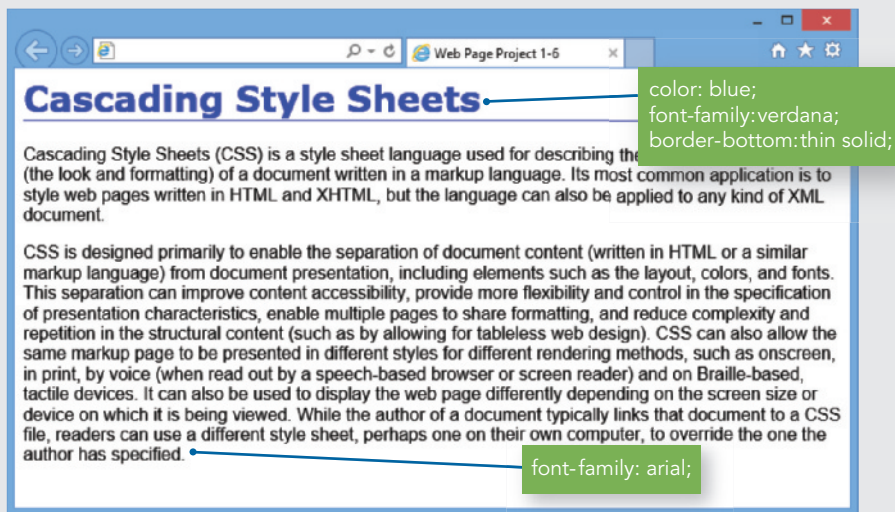 Web Page Project 1-6
Cascading Style Sheets
color: blue;
font-family:verdana;
border-bottom:thin solid;
Cascading Style Sheets (CSS) is a style sheet language used for describing the
(the look and formatting) of a document written in a markup language. Its most common application is to
style web pages written in HTML and XHTML, but the language can also be applied to any kind of XML
document.
CSS is designed primarily to enable the separation of document content (written in HTML or a similar
markup language) from document presentation, including elements such as the layout, colors, and fonts.
This separation can improve content accessibility, provide more flexibility and control in the specification
of presentation characteristics, enable multiple pages to share formatting, and reduce complexity and
repetition in the structural content (such as by allowing for tableless web design). CSS can also allow the
same markup page to be presented in different styles for different rendering methods, such as onscreen,
in print, by voice (when read out by a speech-based browser or screen reader) and on Braille-based,
tactile devices. It can also be used to display the web page differently depending on the screen size or
device on which it is being viewed. While the author of a document typically links that document to a CSS
file, readers can use a different style sheet, perhaps one on their own computer, to override the one the
author has specified.
font-family: arial;